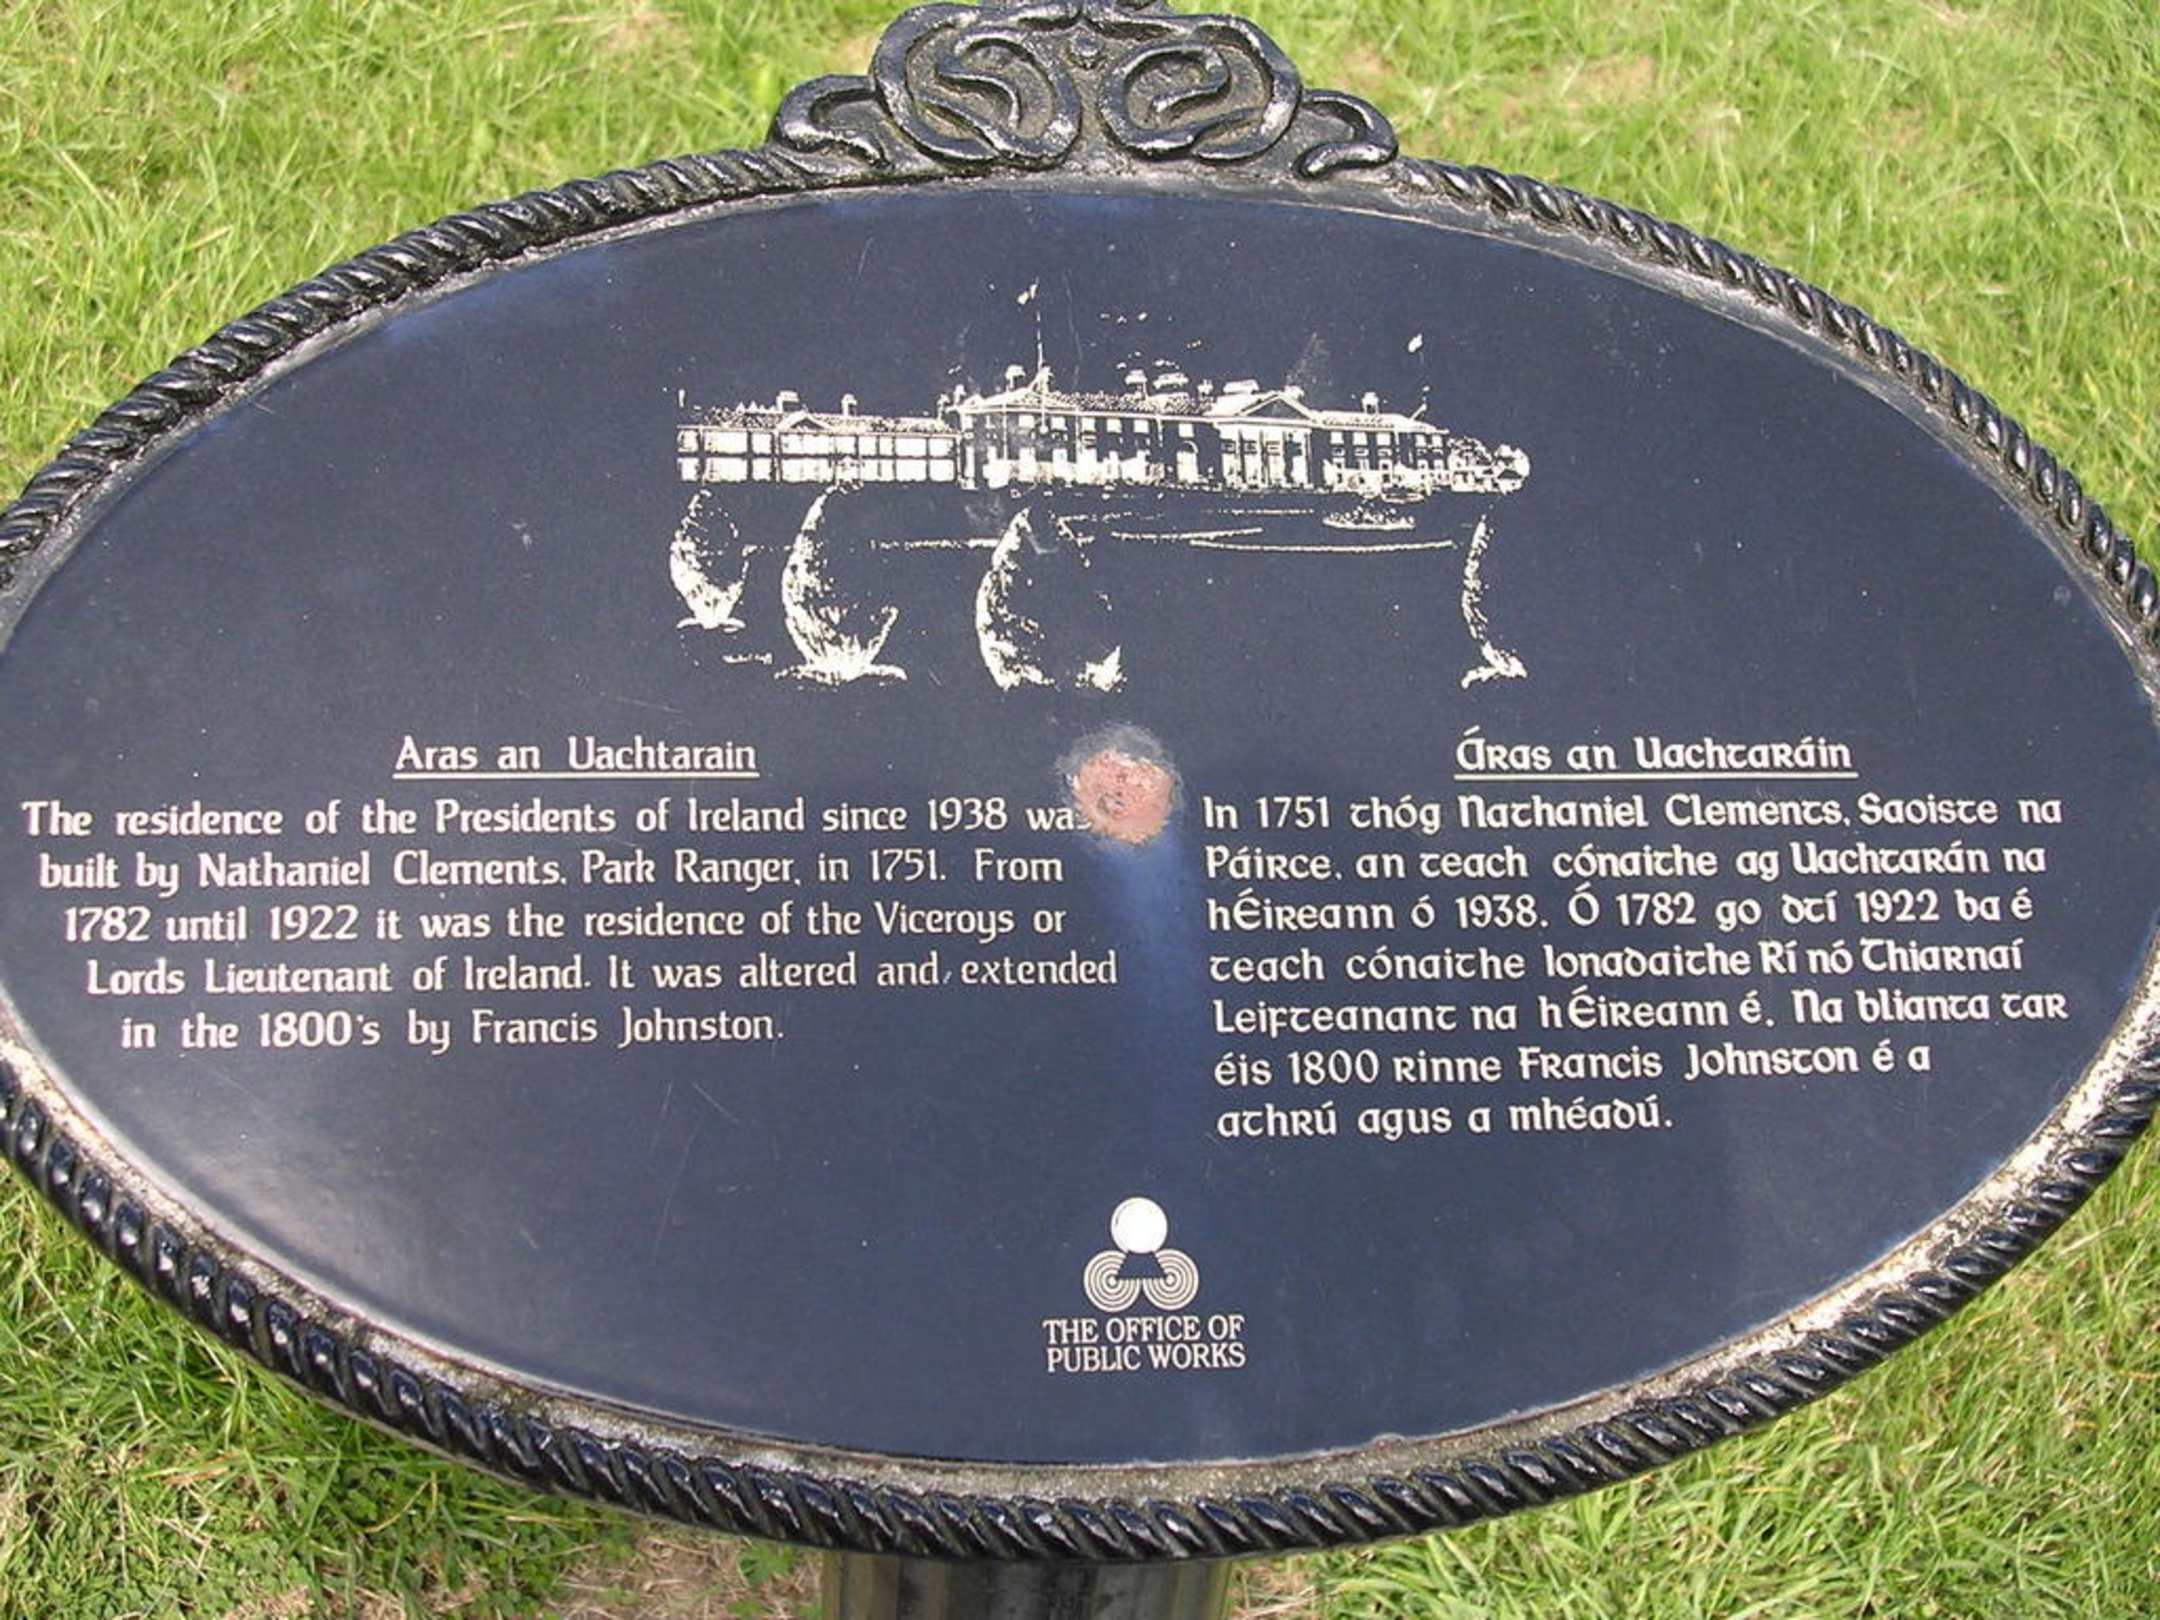 Aras an Uachtarain
The residence of the Presidents of Ireland since 1938 was
built by Nathaniel Clements, Park Ranger, in 1751. From
1782 until 1922 it was the residence of the Viceroys or
Lords Lieutenant of Ireland. It was altered and, extended
in the 1800's by Francis Johnston.
Áras an Uachtaráin
In 1751 thóg Nathaniel Clements, Saoiste na
Páirce, an teach cónaithe ag Uachtarán na
hÉireann ó 1938. Ó 1782 go dtí 1922 ba é
teach cónaithe Ionadaithe Rí nó Thiarnaí
Leifteanant na hÉireann é. Na blianta tar
éis 1800 rinne Francis Johnston é a
athrú agus a mhéadú.
THE OFFICE OF
PUBLIC WORKS